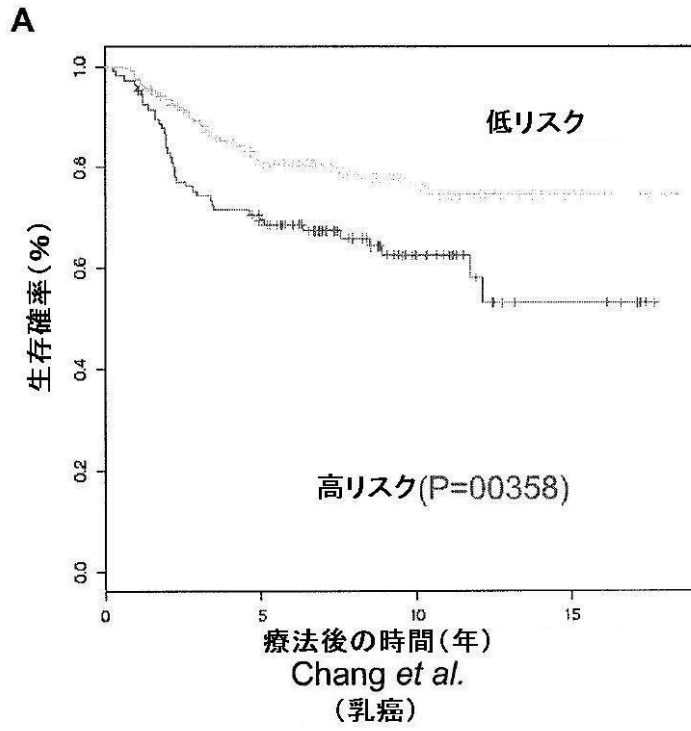 A
低リスク
高リスク(P=00358)
生存確率(%)
1.0
0.8
0.6
0.4
0.2
0.0
0
5
10
15
療法後の時間(年)
Chang et al.
(乳癌)